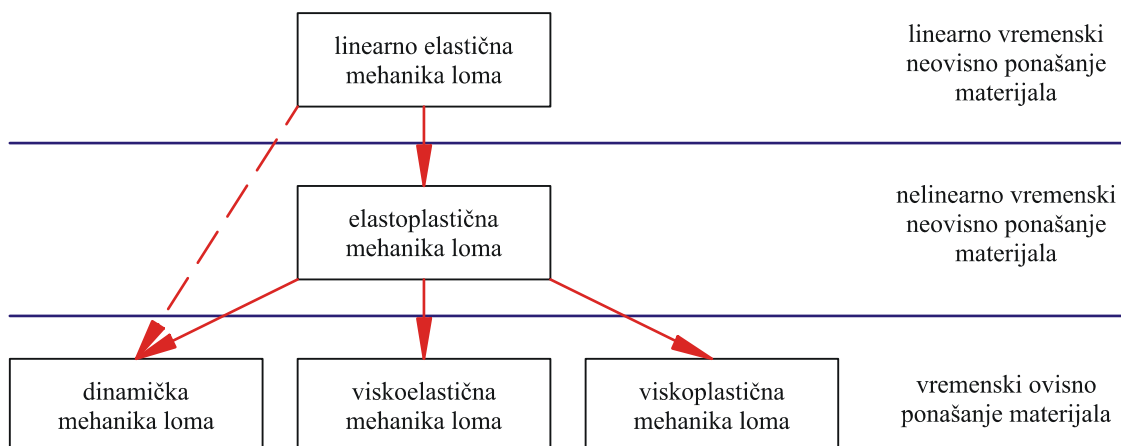 linearno elastična
mehanika loma
linearno vremenski
neovisno ponašanje
materijala
elastoplastična
mehanika loma
nelinearno vremenski
neovisno ponašanje
materijala
dinamička
mehanika loma
viskoelastična
mehanika loma
viskoplastična
mehanika loma
vremenski ovisno
ponašanje materijala